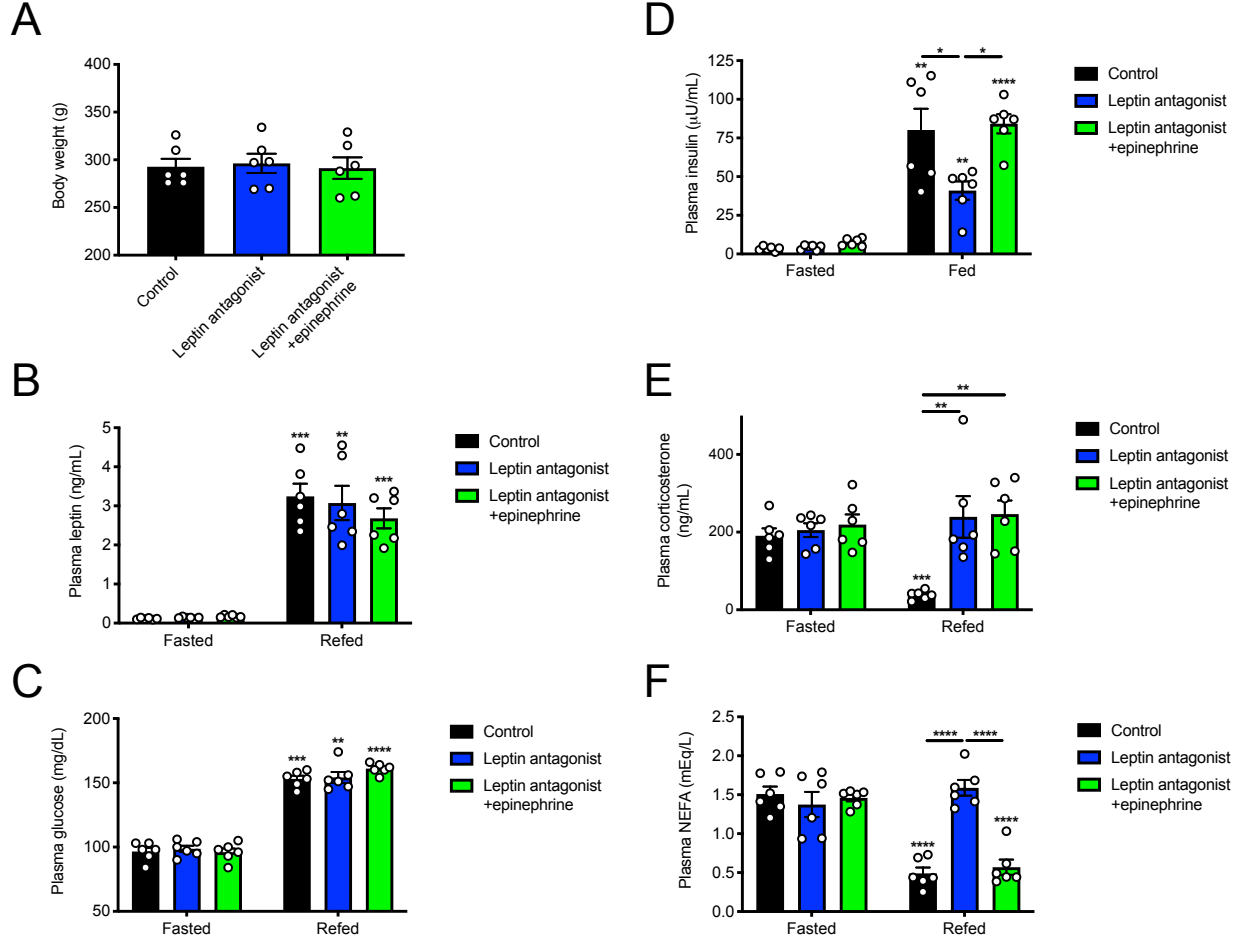 A
Body weight (g)
400
350
300
250
200
Control
Leptin antagonist
Leptin antagonist
+epinephrine
B
Plasma leptin (ng/mL)
5
4
3
2
1
0
*** ** ***
Fasted Refed
Control
Leptin antagonist
Leptin antagonist
+epinephrine
C
Plasma glucose (mg/dL)
200
150
100
50
*** ** ****
Fasted Refed
Control
Leptin antagonist
Leptin antagonist
+epinephrine
D
Plasma insulin (μU/mL)
125
100
75
50
25
0
* *
** ** ****
Fasted Fed
Control
Leptin antagonist
Leptin antagonist
+epinephrine
E
Plasma corticosterone
(ng/mL)
400
200
0
**
**
***
Fasted Refed
Control
Leptin antagonist
Leptin antagonist
+epinephrine
F
Plasma NEFA (mEq/L)
2.5
2.0
1.5
1.0
0.5
0.0
**** ****
**** ****
Fasted Refed
Control
Leptin antagonist
Leptin antagonist
+epinephrine